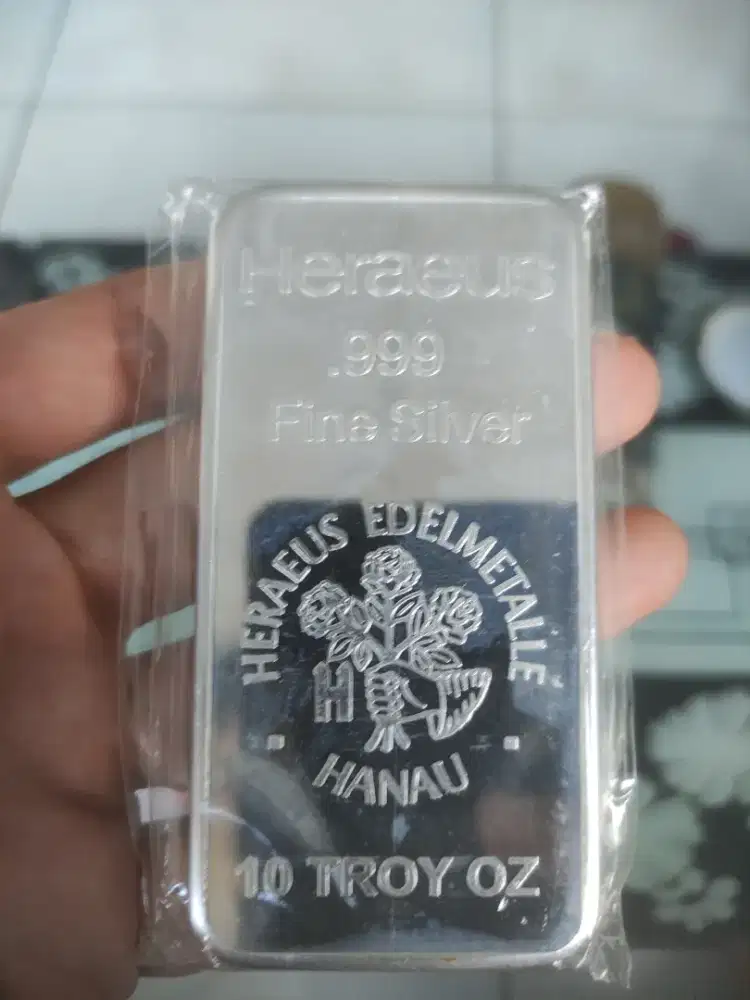 Heraeus
.999
Fine Silver
HERAEUS EDELMETALLE
HANAU
10 TROY OZ